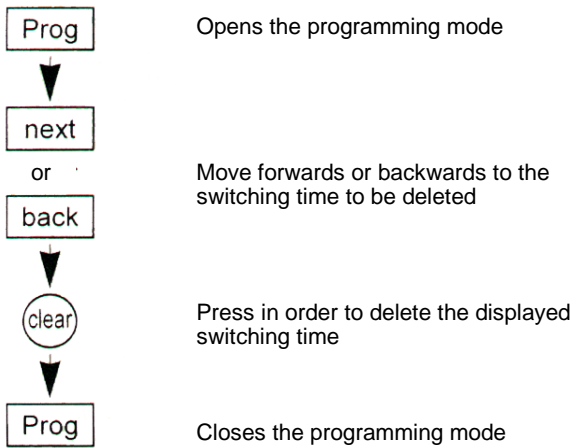 Prog
Opens the programming mode
next
or
Move forwards or backwards to the
switching time to be deleted
back
clear
Press in order to delete the displayed
switching time
Prog
Closes the programming mode